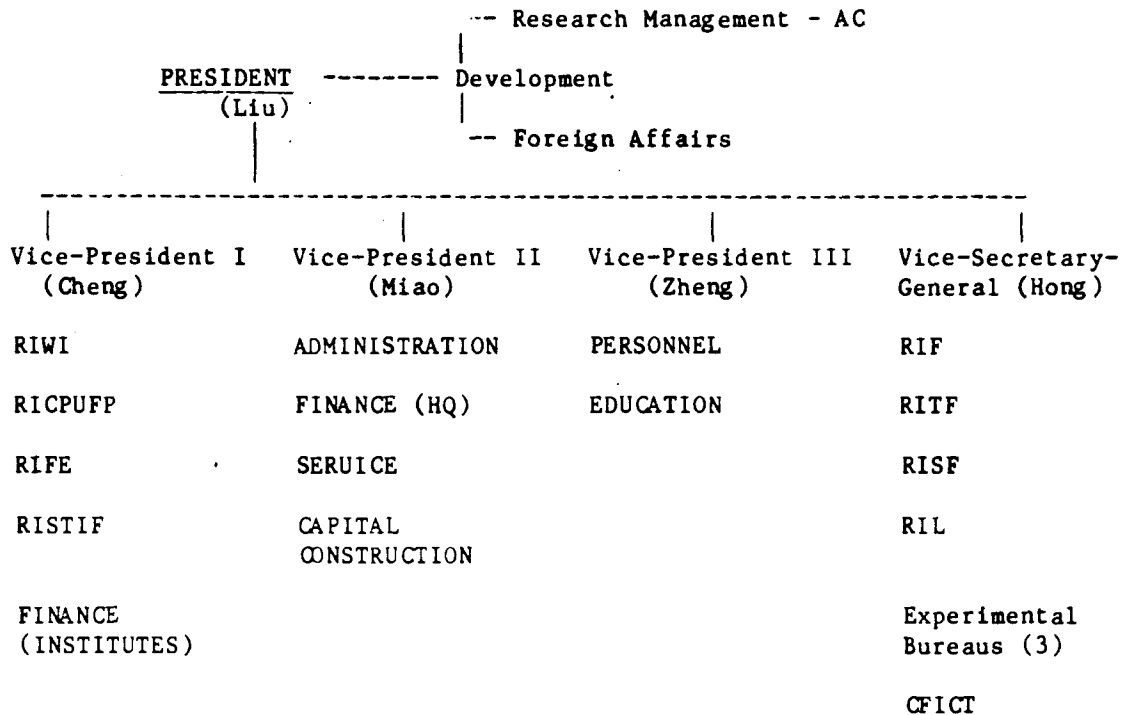 Research Management - AC
PRESIDENT -------- Development
(Liu)
-- Foreign Affairs
Vice-President I Vice-President II Vice-President III Vice-Secretary-
(Cheng) (Miao) (Zheng) General (Hong)
RIWI ADMINISTRATION PERSONNEL RIF
RICPUFP FINANCE (HQ) EDUCATION RITF
RIFE SERUICE RISF
RISTIF CAPITAL RIL
CONSTRUCTION
FINANCE Experimental
(INSTITUTES) Bureaus (3)
CFICT